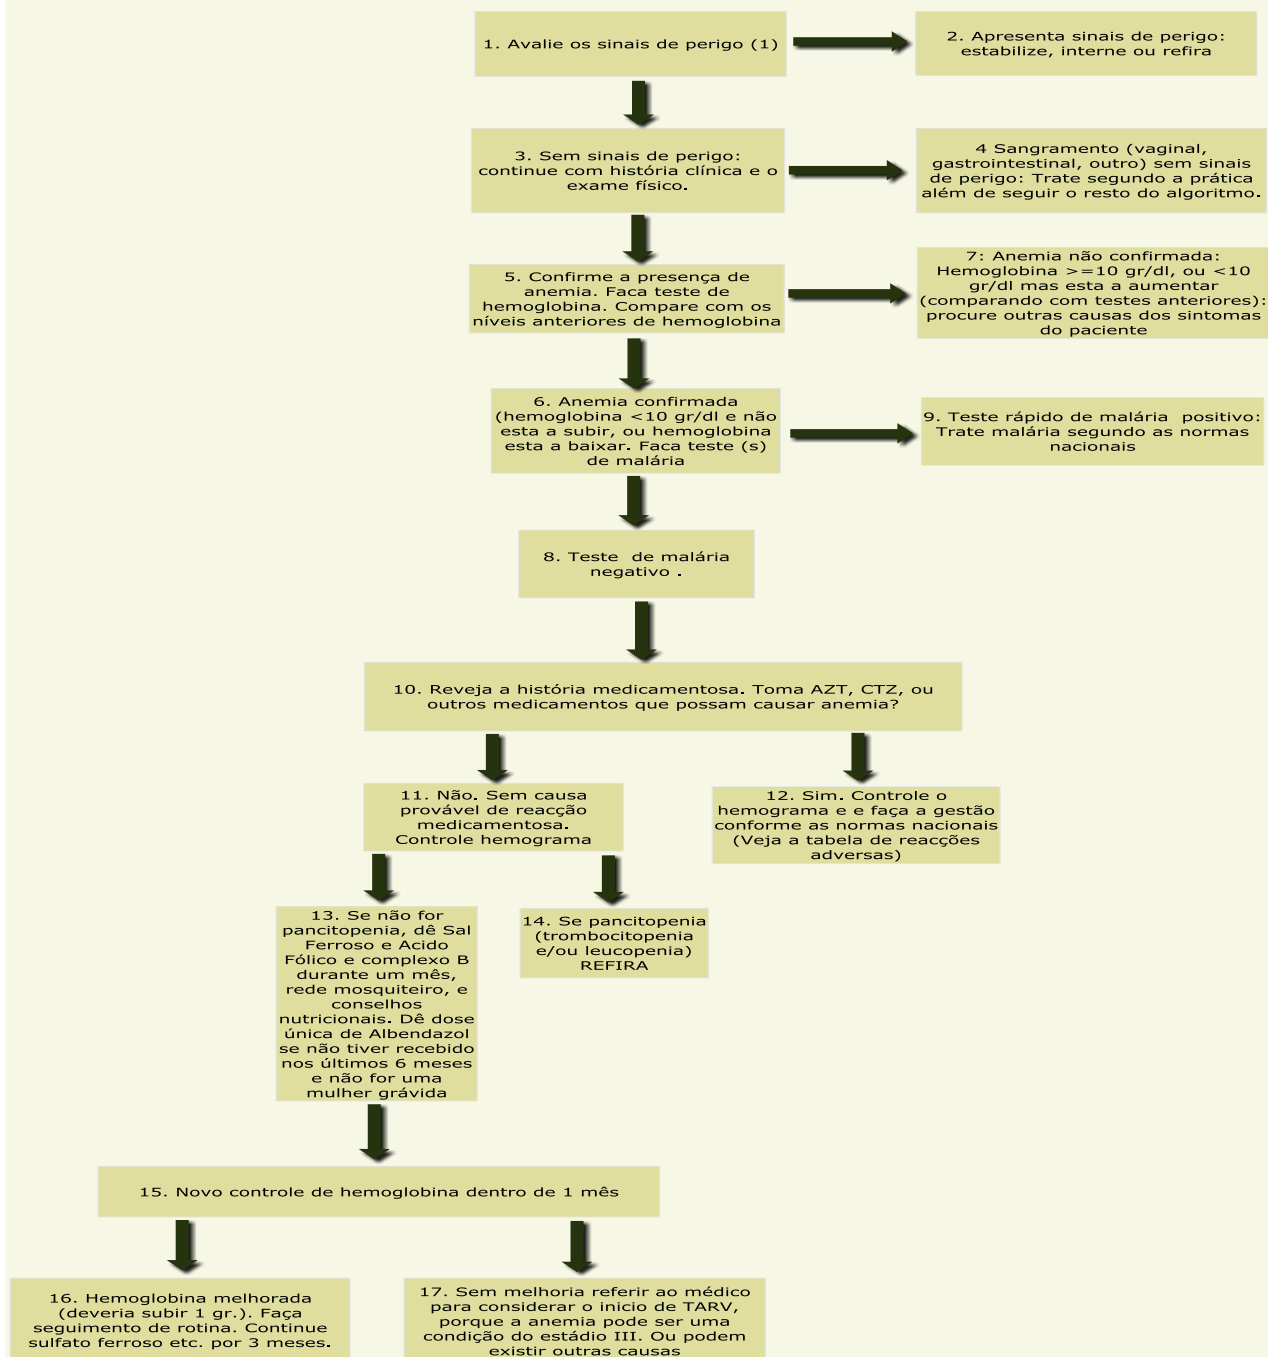 1. Avalie os sinais de perigo (1)
2. Apresenta sinais de perigo:
estabilize, interne ou refira
3. Sem sinais de perigo:
continue com história clínica e o
exame físico.
4 Sangramento (vaginal,
gastrointestinal, outro) sem sinais
de perigo: Trate segundo a prática
além de seguir o resto do algoritmo.
5. Confirme a presença de
anemia. Faca teste de
hemoglobina. Compare com os
níveis anteriores de hemoglobina
7: Anemia não confirmada:
Hemoglobina >=10 gr/dl, ou <10
gr/dl mas esta a aumentar
(comparando com testes anteriores):
procure outras causas dos sintomas
do paciente
6. Anemia confirmada
(hemoglobina <10 gr/dl e não
esta a subir, ou hemoglobina
esta a baixar. Faca teste (s)
de malária
9. Teste rápido de malária positivo:
Trate malária segundo as normas
nacionais
8. Teste de malária
negativo .
10. Reveja a história medicamentosa. Toma AZT, CTZ, ou
outros medicamentos que possam causar anemia?
11. Não. Sem causa
provável de reacção
medicamentosa.
Controle hemograma
12. Sim. Controle o
hemograma e e faça a gestão
conforme as normas nacionais
(Veja a tabela de reacções
adversas)
13. Se não for
pancitopenia, dê Sal
Ferroso e Acido
Fólico e complexo B
durante um mês,
rede mosquiteiro, e
conselhos
nutricionais. Dê dose
única de Albendazol
se não tiver recebido
nos últimos 6 meses
e não for uma
mulher grávida
14. Se pancitopenia
(trombocitopenia
e/ou leucopenia)
REFIRA
15. Novo controle de hemoglobina dentro de 1 mês
16. Hemoglobina melhorada
(deveria subir 1 gr.). Faça
seguimento de rotina. Continue
sulfato ferroso etc. por 3 meses.
17. Sem melhoria referir ao médico
para considerar o inicio de TARV,
porque a anemia pode ser uma
condição do estádio III. Ou podem
existir outras causas